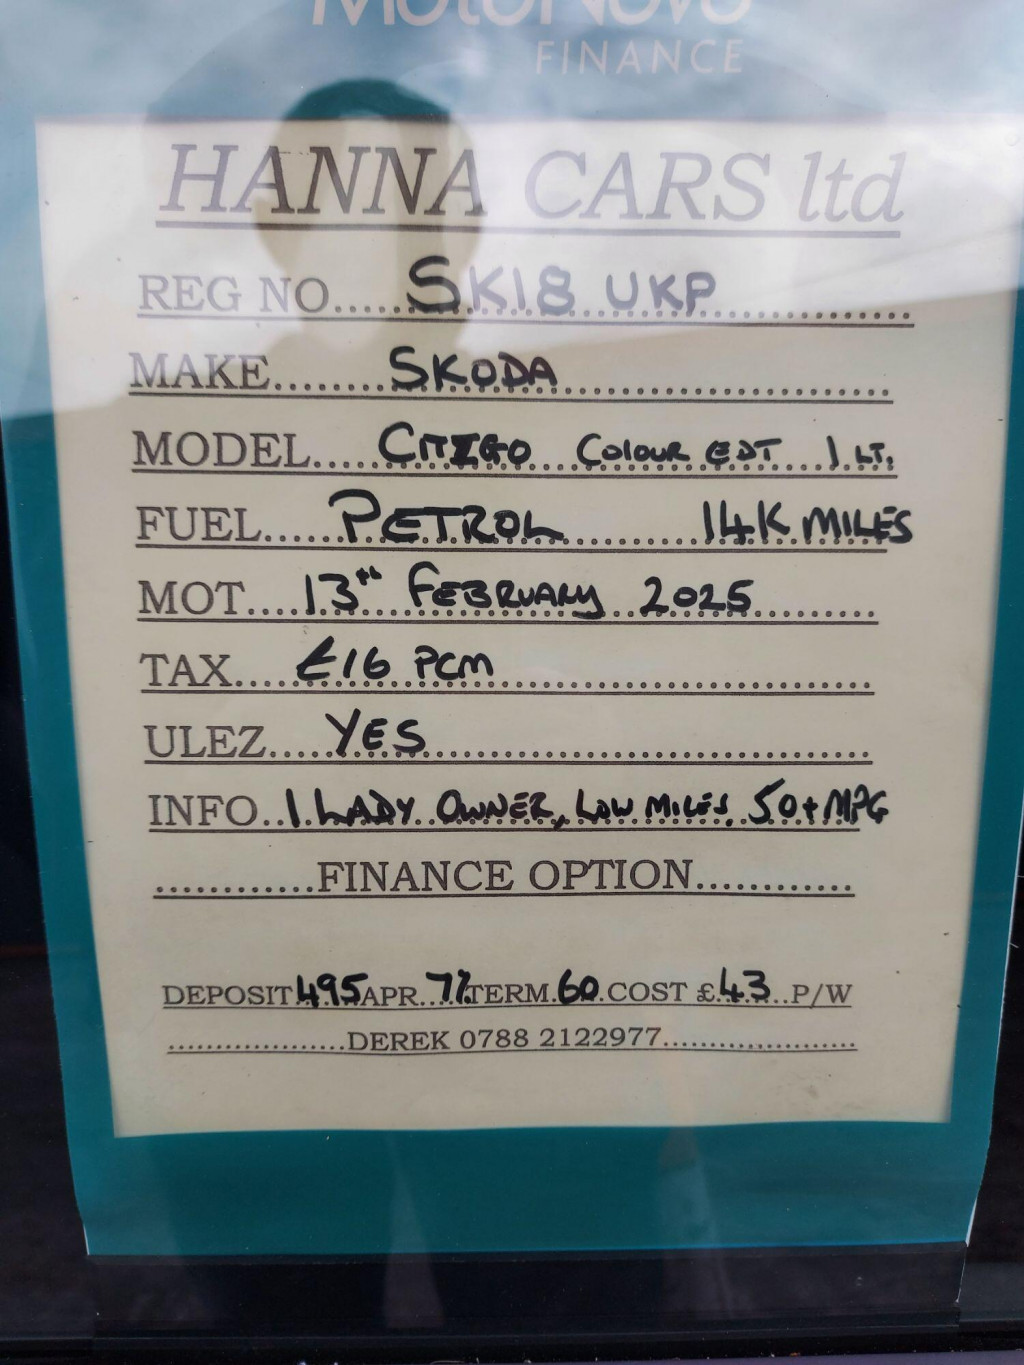 MotoNovo
FINANCE
HANNA CARS ltd
REG NO..... SK18 UKP ..............
MAKE........ SKODA ........................
MODEL.... CITIGO ... COLOUR EDT ... 1 LT.
FUEL...... PETROL .......... 14K MILES
MOT.... 13th FEBRUARY 2025 .........
TAX..... £16 PCM ..........................
ULEZ.... YES ..............................
INFO.. 1 LADY OWNER, LOW MILES, 50+ MPG
............FINANCE OPTION............
DEPOSIT 495 APR..7% TERM.60.COST £.43..P/W
..................DEREK 0788 2122977....................